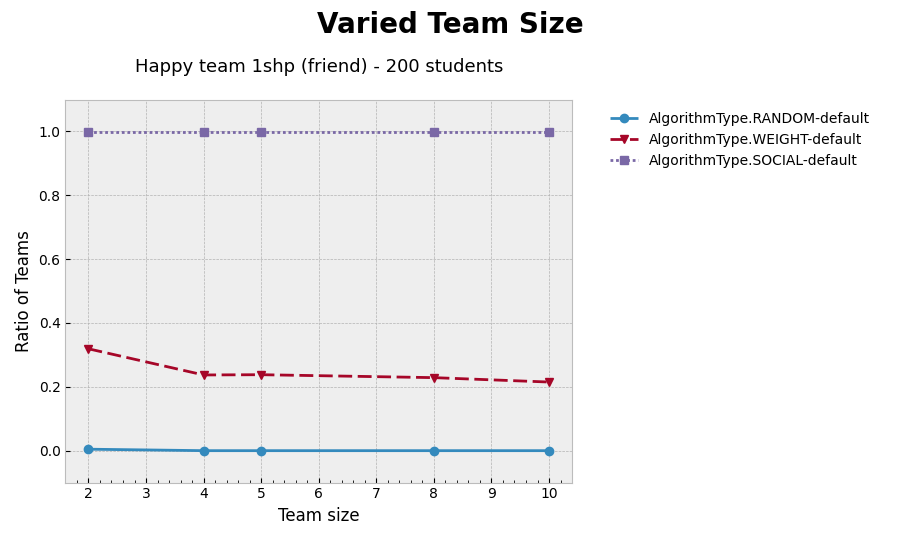 Varied Team Size
Happy team 1shp (friend) - 200 students
AlgorithmType.RANDOM-default
AlgorithmType.WEIGHT-default
AlgorithmType.SOCIAL-default
Ratio of Teams
1.0
0.8
0.6
0.4
0.2
0.0
2 3 4 5 6 7 8 9 10
Team size